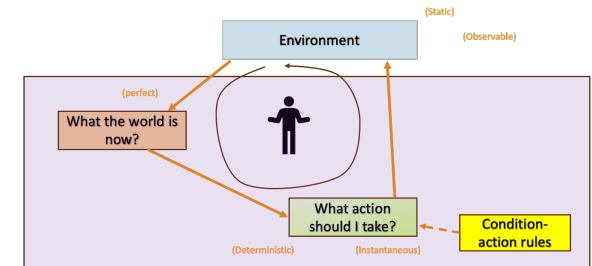 (Static)
Environment
(Observable)
(perfect)
What the world is
now?
What action
should I take?
Condition-
action rules
(Deterministic)
(Instantaneous)